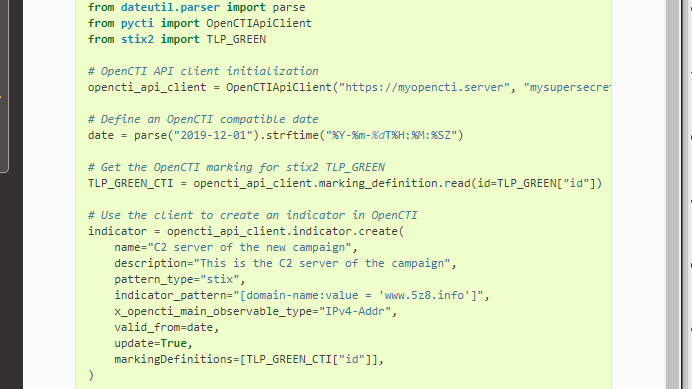 from dateutil.parser import parse
from pycti import OpenCTIApiClient
from stix2 import TLP_GREEN
# OpenCTI API client initialization
opencti_api_client = OpenCTIApiClient("https://myopencti.server", "mysupersecret
# Define an OpenCTI compatible date
date = parse("2019-12-01").strftime("%Y-%m-%dT%H:%M:%SZ")
# Get the OpenCTI marking for stix2 TLP_GREEN
TLP_GREEN_CTI = opencti_api_client.marking_definition.read(id=TLP_GREEN["id"])
# Use the client to create an indicator in OpenCTI
indicator = opencti_api_client.indicator.create(
    name="C2 server of the new campaign",
    description="This is the C2 server of the campaign",
    pattern_type="stix",
    indicator_pattern="[domain-name:value = 'www.5z8.info']",
    x_opencti_main_observable_type="IPv4-Addr",
    valid_from=date,
    update=True,
    markingDefinitions=[TLP_GREEN_CTI["id"]],
)